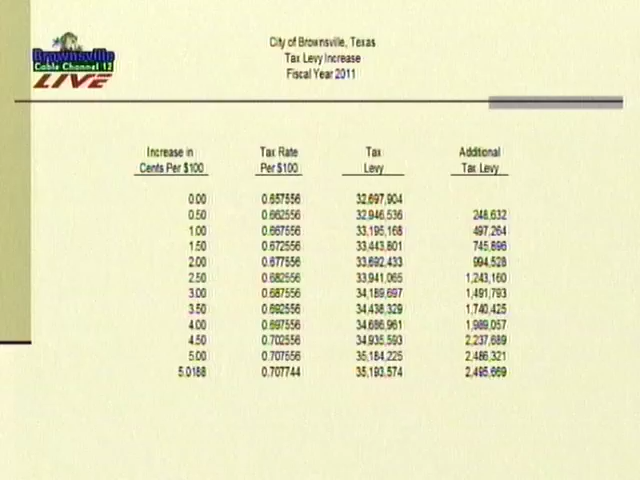 Brownsville
Cable Channel 12
LIVE
City of Brownsville, Texas
Tax Levy Increase
Fiscal Year 2011
Increase in Tax Rate Tax Additional
Cents Per $100 Per $100 Levy Tax Levy
0.00 0.657556 32,697,904
0.50 0.662556 32,946,536 248,632
1.00 0.667556 33,195,168 497,264
1.50 0.672556 33,443,801 745,896
2.00 0.677556 33,692,433 994,528
2.50 0.682556 33,941,065 1,243,160
3.00 0.687556 34,189,697 1,491,793
3.50 0.692556 34,438,329 1,740,425
4.00 0.697556 34,686,961 1,989,057
4.50 0.702556 34,935,593 2,237,689
5.00 0.707556 35,184,225 2,486,321
5.0188 0.707744 35,193,574 2,495,669